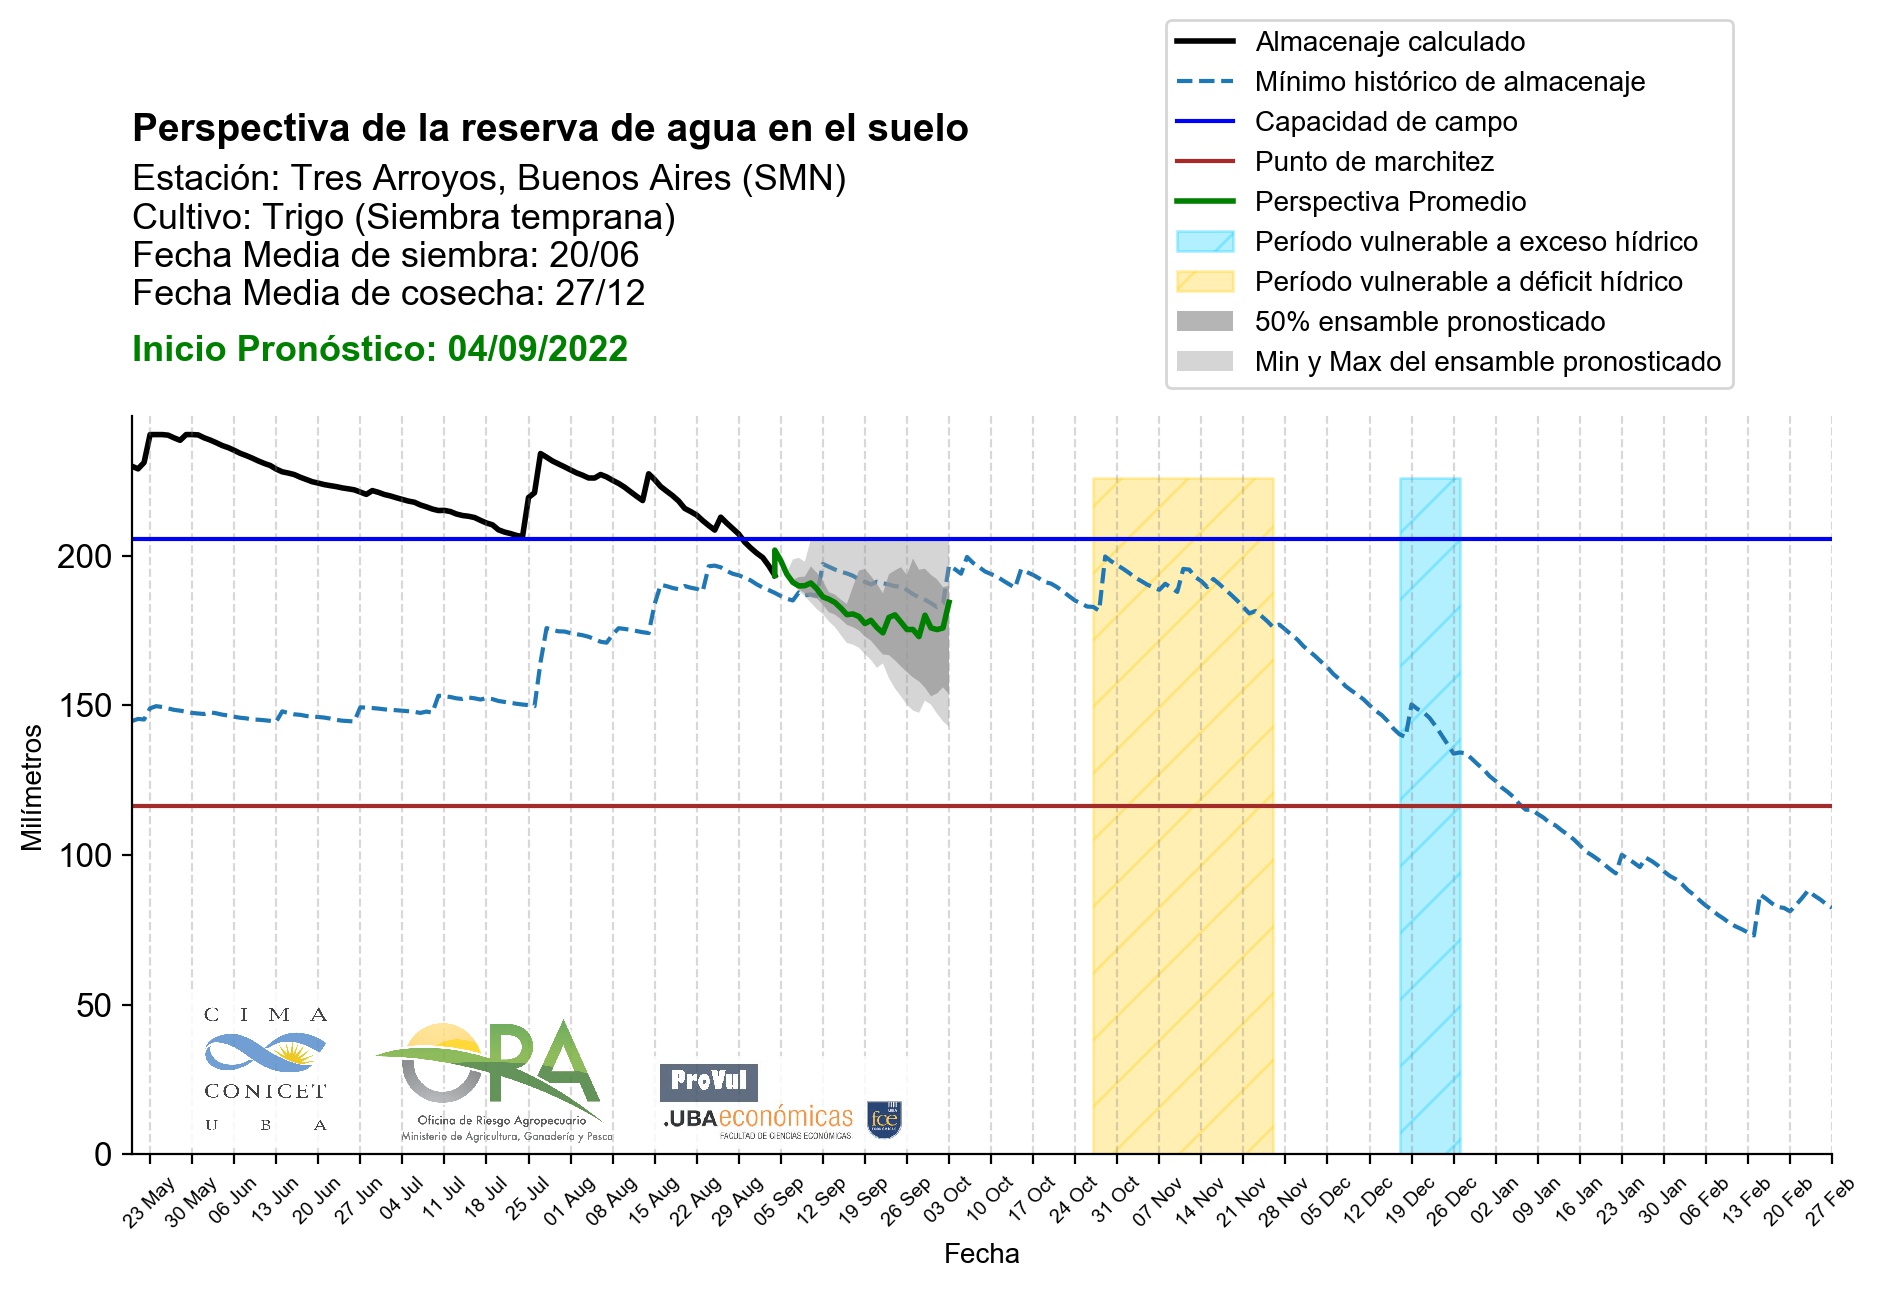 Almacenaje calculado
Mínimo histórico de almacenaje
Capacidad de campo
Punto de marchitez
Perspectiva Promedio
Período vulnerable a exceso hídrico
Período vulnerable a déficit hídrico
50% ensamble pronosticado
Min y Max del ensamble pronosticado
Perspectiva de la reserva de agua en el suelo
Estación: Tres Arroyos, Buenos Aires (SMN)
Cultivo: Trigo (Siembra temprana)
Fecha Media de siembra: 20/06
Fecha Media de cosecha: 27/12
Inicio Pronóstico: 04/09/2022
Milímetros
200
150
100
50
0
CIMA
CONICET
UBA
ORA
Oficina de Riesgo Agropecuario
Ministerio de Agricultura, Ganadería y Pesca
ProVul
.UBAeconómicas
FACULTAD DE CIENCIAS ECONÓMICAS
UBA
fce
ECONÓMICAS
23 May
30 May
06 Jun
13 Jun
20 Jun
27 Jun
04 Jul
11 Jul
18 Jul
25 Jul
01 Aug
08 Aug
15 Aug
22 Aug
29 Aug
05 Sep
12 Sep
19 Sep
26 Sep
03 Oct
10 Oct
17 Oct
24 Oct
31 Oct
07 Nov
14 Nov
21 Nov
28 Nov
05 Dec
12 Dec
19 Dec
26 Dec
02 Jan
09 Jan
16 Jan
23 Jan
30 Jan
06 Feb
13 Feb
20 Feb
27 Feb
Fecha